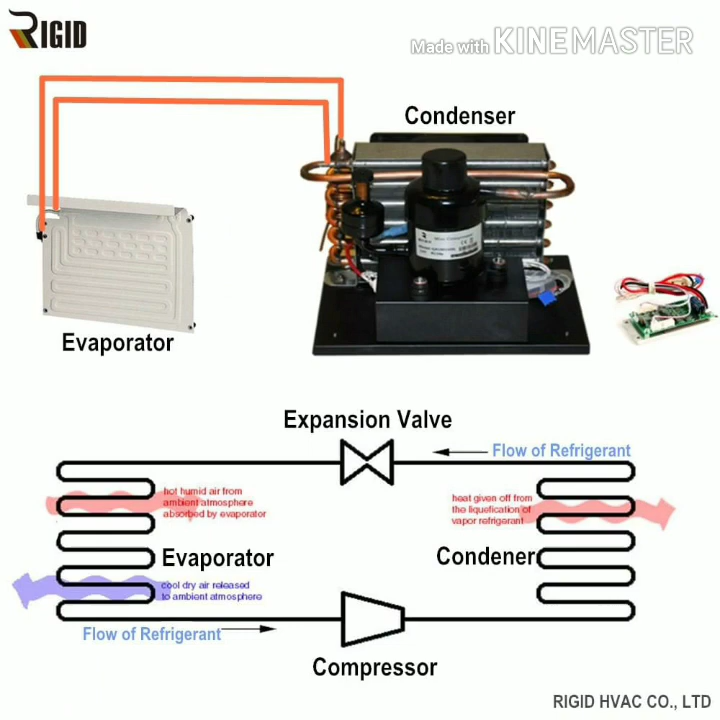 RIGID
Made with KINEMASTER
Condenser
Evaporator
Expansion Valve
Flow of Refrigerant
hot humid air from
ambient atmosphere
absorbed by evaporator
heat given off from
the liquefication of
vapor refrigerant
Evaporator
Condener
cool dry air released
to ambient atmosphere
Flow of Refrigerant
Compressor
RIGID HVAC CO., LTD